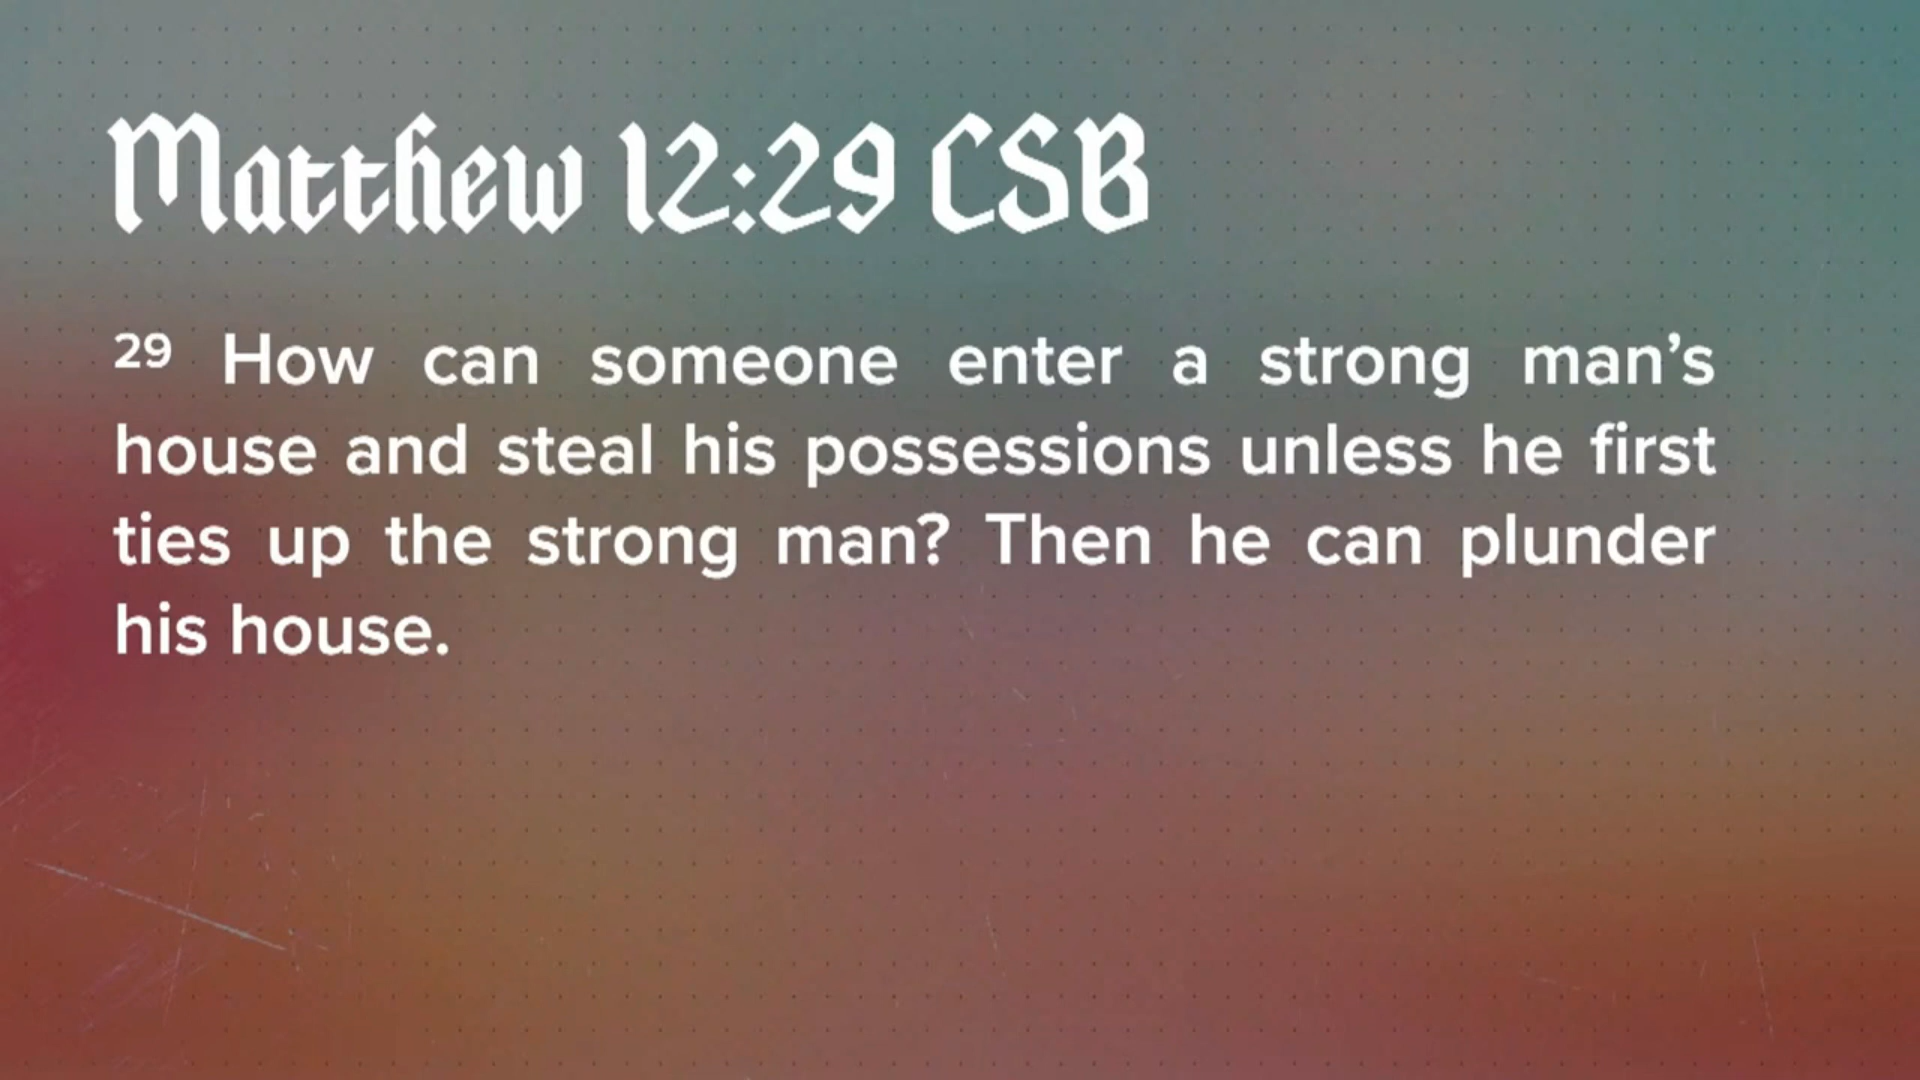 Matthew 12:29 CSB
29 How can someone enter a strong man’s
house and steal his possessions unless he first
ties up the strong man? Then he can plunder
his house.